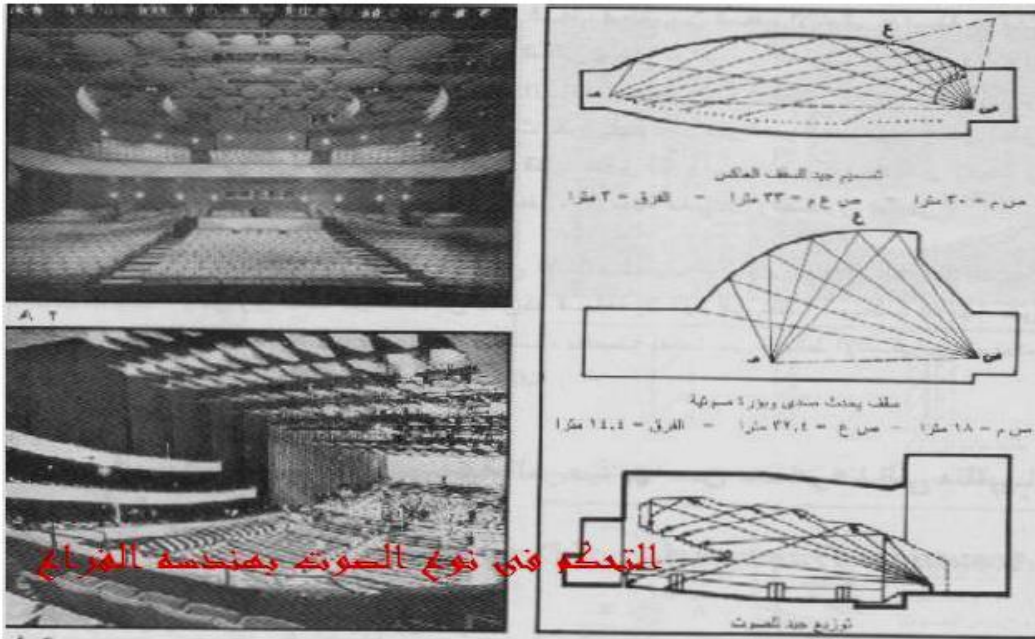 ع
م
ص
تصميم جيد للسقف العاكس
ص م = ٣٠ مترا - ص ع م = ٣٣ مترا - الفرق = ٣ مترا
ع
م
ص
سقف يحدث صدى وبؤرة صوتية
ص م = ١٨ مترا - ص ع = ٣٢.٤ مترا - الفرق = ١٤.٤ مترا
توزيع جيد للصوت
التحكم فى نوع الصوت بهندسه الفراغ